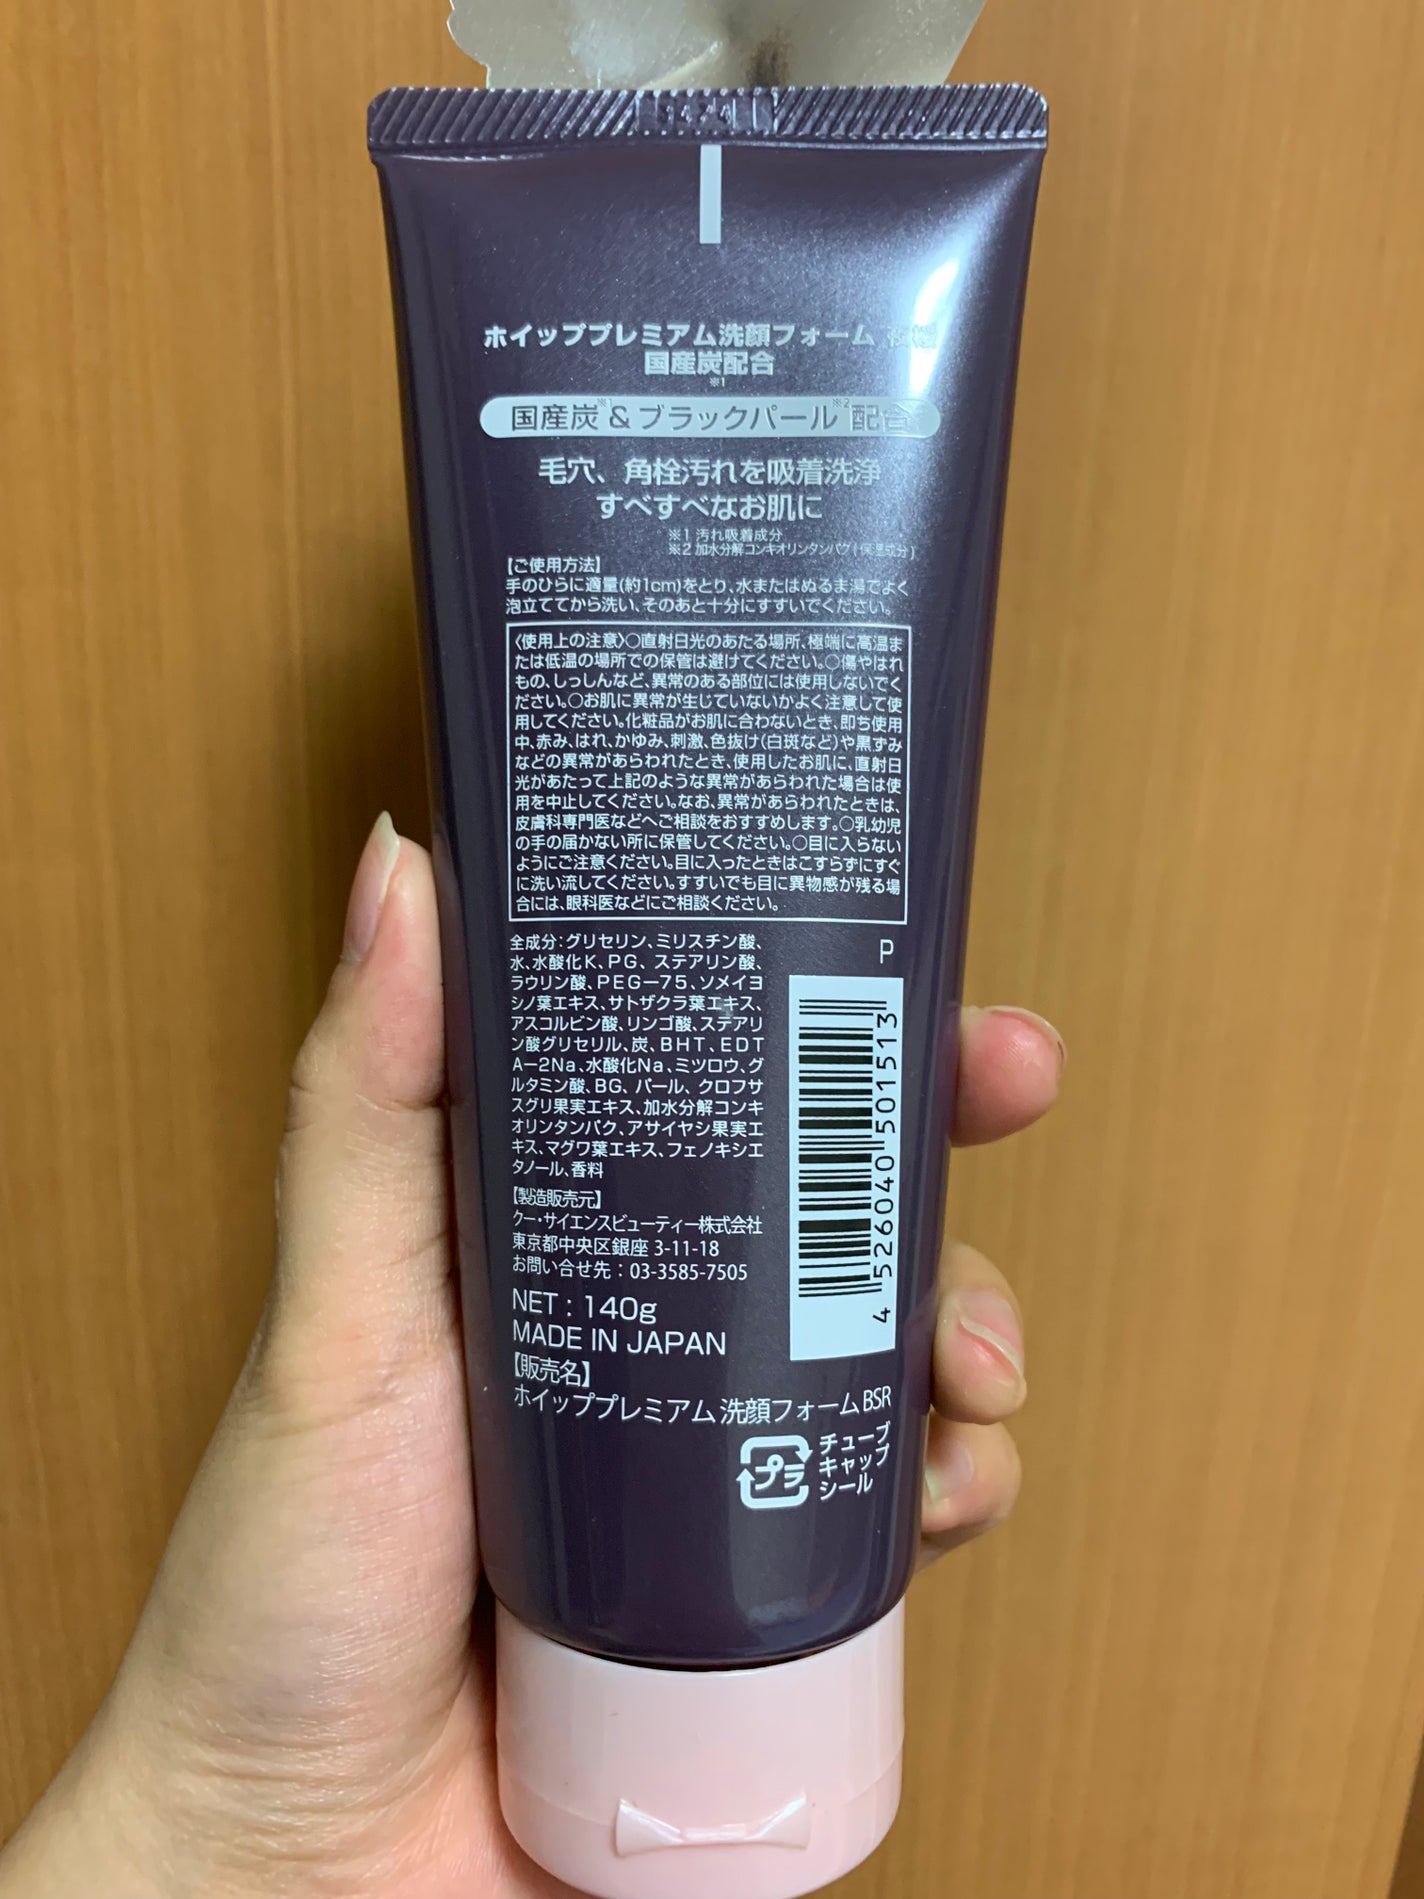 ホイッププレミアム洗顔フォーム
国産炭配合
※1
国産炭※1&ブラックパール※2配合
毛穴、角栓汚れを吸着洗浄
すべすべなお肌に
※1 汚れ吸着成分
※2 加水分解コンキオリンタンパク(保湿成分)
【ご使用方法】
手のひらに適量(約1cm)をとり、水またはぬるま湯でよく
泡立ててから洗い、そのあと十分にすすいでください。
〈使用上の注意〉○直射日光のあたる場所、極端に高温ま
たは低温の場所での保管は避けてください。○傷やはれ
もの、しっしんなど、異常のある部位には使用しないでく
ださい。○お肌に異常が生じていないかよく注意して使
用してください。化粧品がお肌に合わないとき、即ち使用
中、赤み、はれ、かゆみ、刺激、色抜け(白斑など)や黒ずみ
などの異常があらわれたとき、使用したお肌に、直射日
光があたって上記のような異常があらわれた場合は使
用を中止してください。なお、異常があらわれたときは、
皮膚科専門医などへご相談をおすすめします。○乳幼児
の手の届かない所に保管してください。○目に入らない
ようにご注意ください。目に入ったときはこすらずにすぐ
に洗い流してください。すすいでも目に異物感が残る場
合には、眼科医などにご相談ください。
全成分：グリセリン、ミリスチン酸、
水、水酸化K、PG、ステアリン酸、
ラウリン酸、PEG－75、ソメイヨ
シノ葉エキス、サトザクラ葉エキス、
アスコルビン酸、リンゴ酸、ステアリ
ン酸グリセリル、炭、BHT、EDT
A－2Na、水酸化Na、ミツロウ、グ
ルタミン酸、BG、パール、クロフサ
スグリ果実エキス、加水分解コンキ
オリンタンパク、アサイヤシ果実エ
キス、マグワ葉エキス、フェノキシエ
タノール、香料
P
4 526040 501513
【製造販売元】
クー・サイエンスビューティー株式会社
東京都中央区銀座 3-11-18
お問い合せ先：03-3585-7505
NET：140g
MADE IN JAPAN
【販売名】
ホイッププレミアム洗顔フォームBSR
プラ
チューブ
キャップ
シール